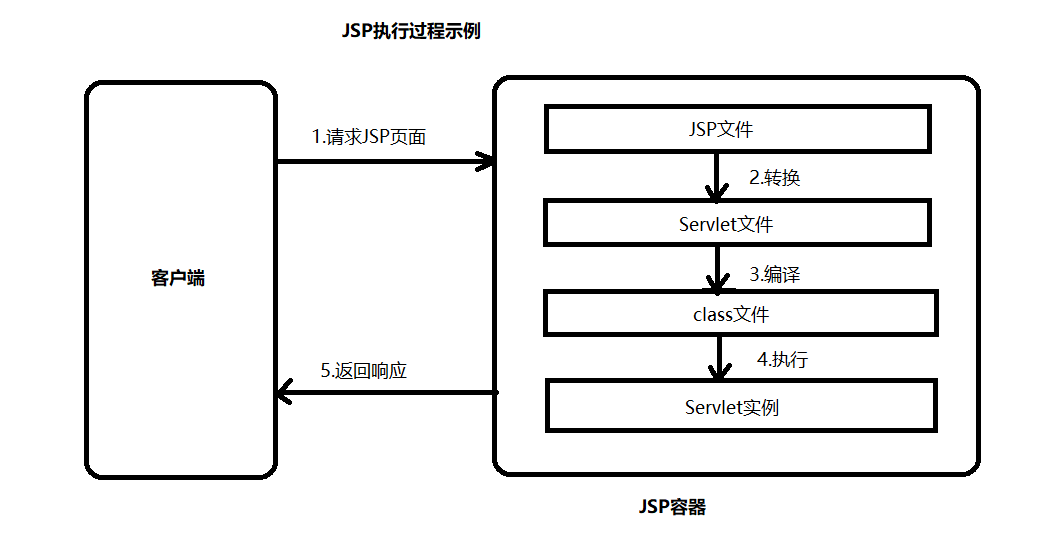 JSP执行过程示例
1.请求JSP页面
JSP文件
2.转换
Servlet文件
客户端
3.编译
class文件
4.执行
5.返回响应
Servlet实例
JSP容器